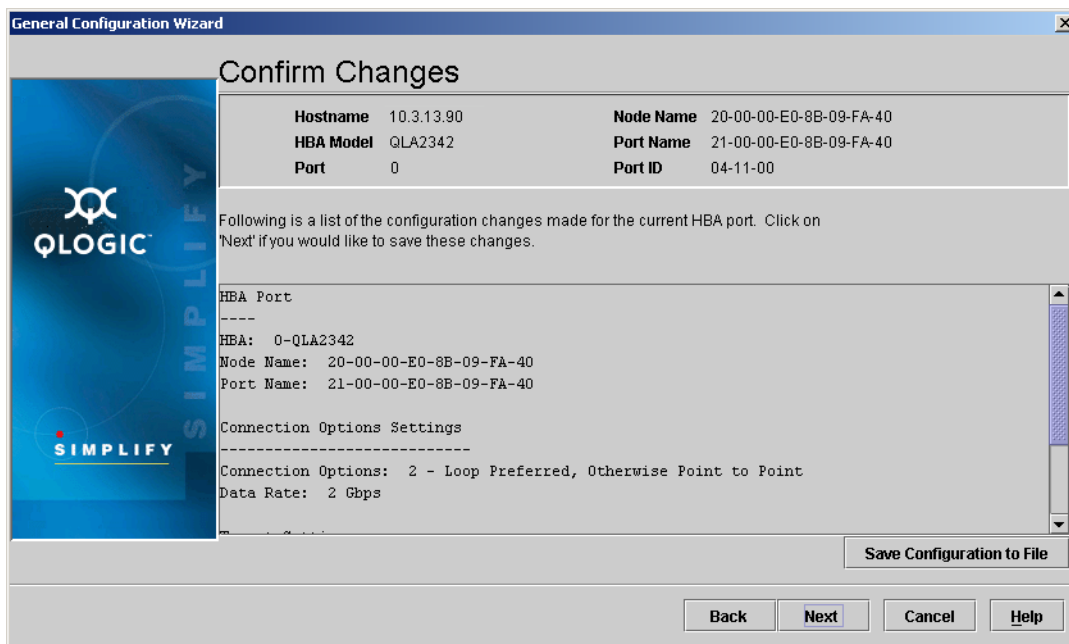 General Configuration Wizard
Confirm Changes
Hostname 10.3.13.90 Node Name 20-00-00-E0-8B-09-FA-40
HBA Model QLA2342 Port Name 21-00-00-E0-8B-09-FA-40
Port 0 Port ID 04-11-00
QLOGIC
SIMPLIFY
SIMPLIFY
Following is a list of the configuration changes made for the current HBA port. Click on
'Next' if you would like to save these changes.
HBA Port
----
HBA: 0-QLA2342
Node Name: 20-00-00-E0-8B-09-FA-40
Port Name: 21-00-00-E0-8B-09-FA-40
Connection Options Settings
----------------------------
Connection Options: 2 - Loop Preferred, Otherwise Point to Point
Data Rate: 2 Gbps
Save Configuration to File
Back Next Cancel Help